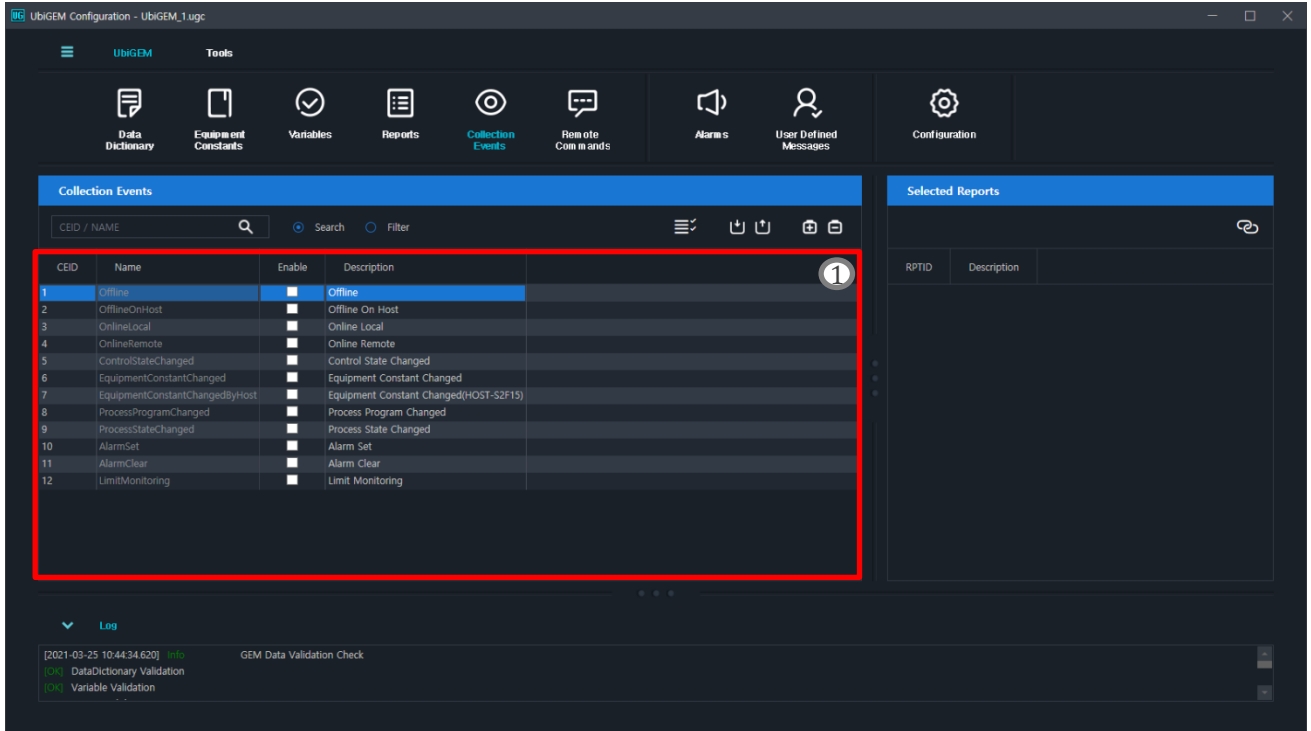 UG UbiGEM Configuration - UbiGEM_1.ugc
UbiGEM Tools
Data Dictionary
Equipment Constants
Variables
Reports
Collection Events
Remote Commands
Alarms
User Defined Messages
Configuration
Collection Events
CEID / NAME Search Filter
CEID Name Enable Description
①
1 Offline Offline
2 OfflineOnHost Offline On Host
3 OnlineLocal Online Local
4 OnlineRemote Online Remote
5 ControlStateChanged Control State Changed
6 EquipmentConstantChanged Equipment Constant Changed
7 EquipmentConstantChangedByHost Equipment Constant Changed(HOST-S2F15)
8 ProcessProgramChanged Process Program Changed
9 ProcessStateChanged Process State Changed
10 AlarmSet Alarm Set
11 AlarmClear Alarm Clear
12 LimitMonitoring Limit Monitoring
Selected Reports
RPTID Description
Log
[2021-03-25 10:44:34.620] Info GEM Data Validation Check
[OK] DataDictionary Validation
[OK] Variable Validation